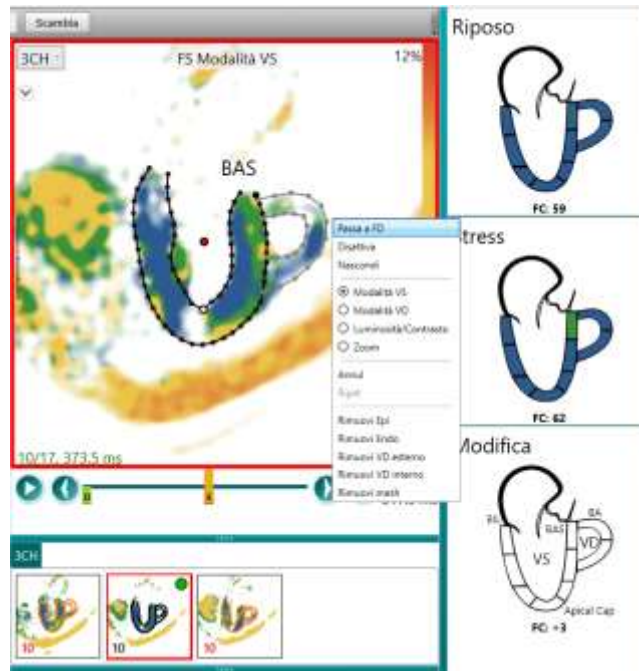 Scambia
Riposo
3CH
FS Modalità VS
12%
BAS
FC: 59
Passa a FD
Disattiva
Nascondi
Modalità VS
Modalità VD
Luminosità/Contrasto
Zoom
Annul
Rimuovi Epi
Rimuovi Endo
Rimuovi VD esterno
Rimuovi VD interno
Rimuovi mesh
Stress
FC: 62
10/17, 373.5 ms
Modifica
BA
BAS
VS
VD
Apical Cap
FC: +3
3CH
10
10
10